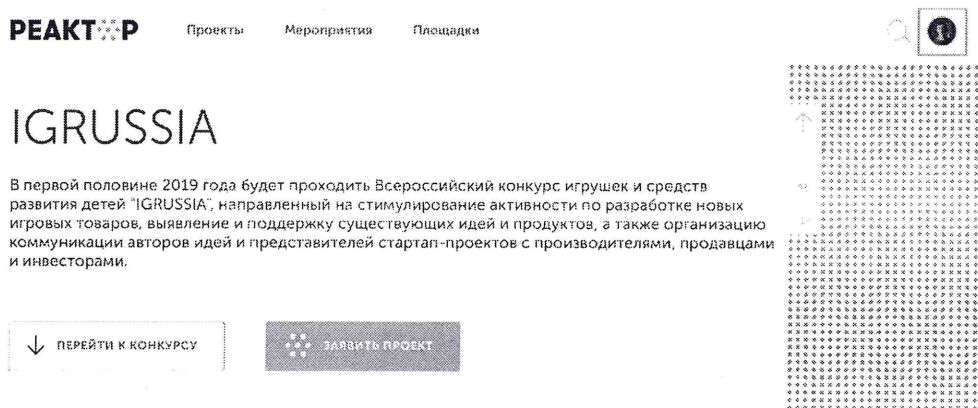 РЕАКТОР Проекты Мероприятия Площадки
IGRUSSIA
В первой половине 2019 года будет проходить Всероссийский конкурс игрушек и средств
развития детей "IGRUSSIA", направленный на стимулирование активности по разработке новых
игровых товаров, выявление и поддержку существующих идей и продуктов, а также организацию
коммуникации авторов идей и представителей стартап-проектов с производителями, продавцами
и инвесторами.
ПЕРЕЙТИ К КОНКУРСУ ЗАЯВИТЬ ПРОЕКТ